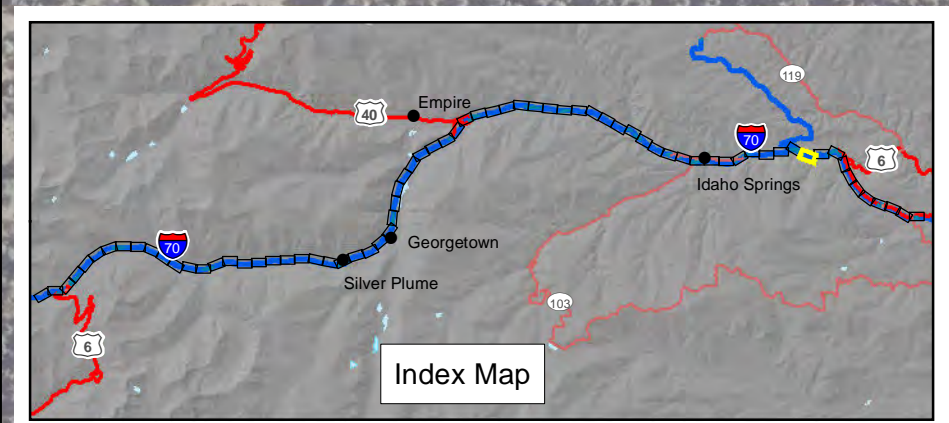 119
Empire
40
70
6
Idaho Springs
Georgetown
70
Silver Plume
103
6
Index Map